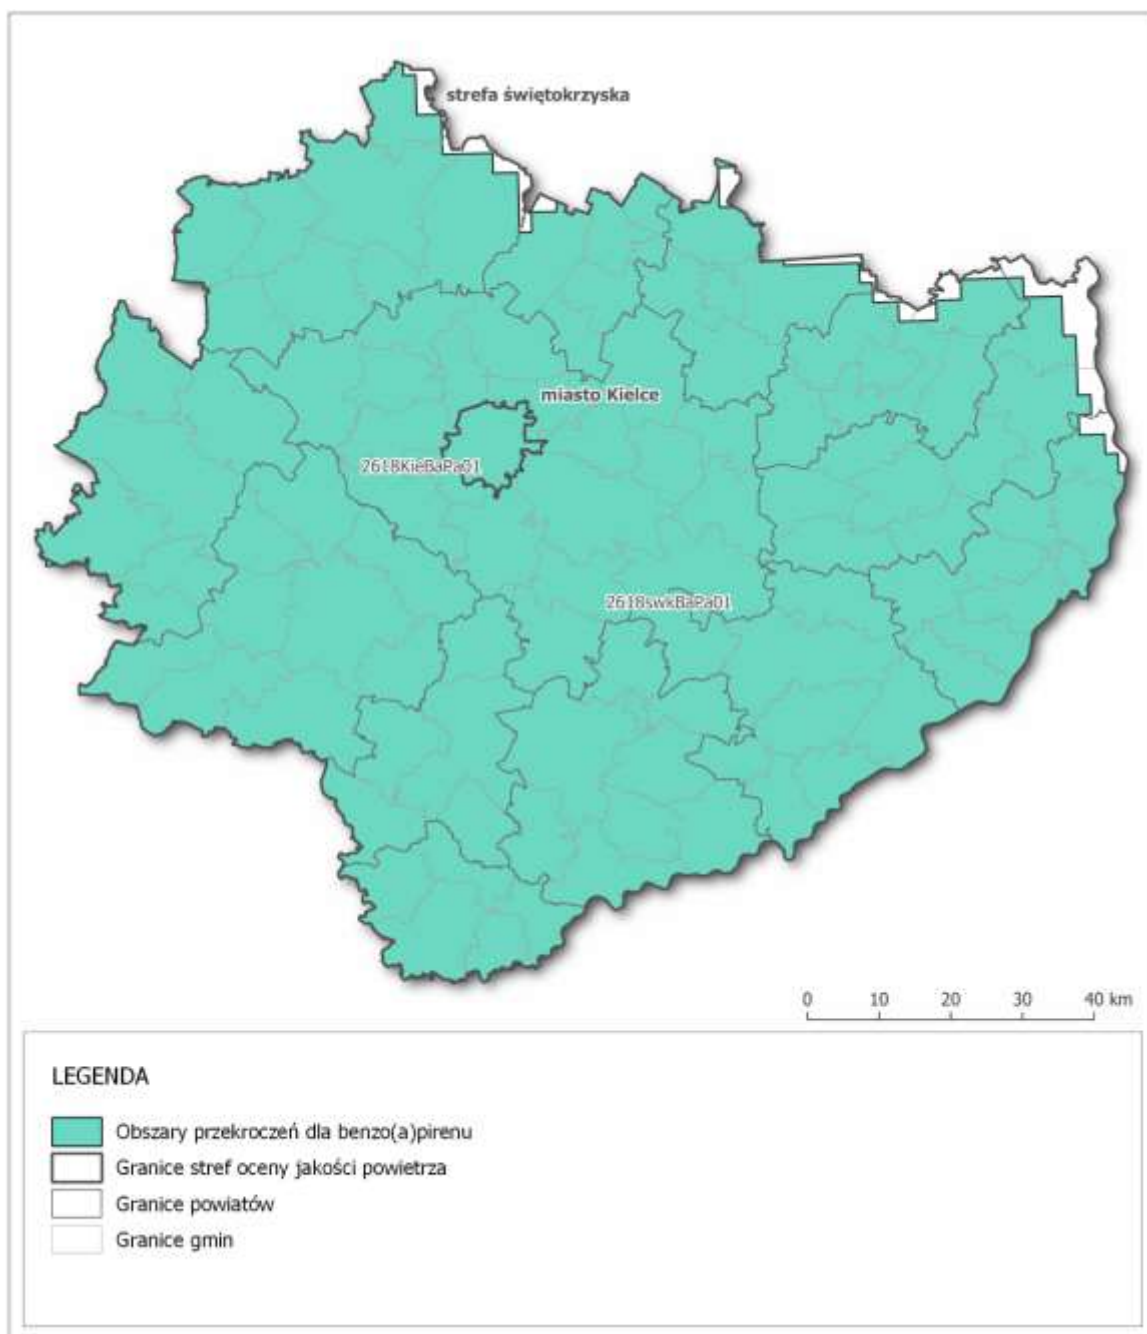 strefa świętokrzyska
miasto Kielce
2618KieBaPa01
2618swkBaPa01
0 10 20 30 40 km
LEGENDA
Obszary przekroczeń dla benzo(a)pirenu
Granice stref oceny jakości powietrza
Granice powiatów
Granice gmin